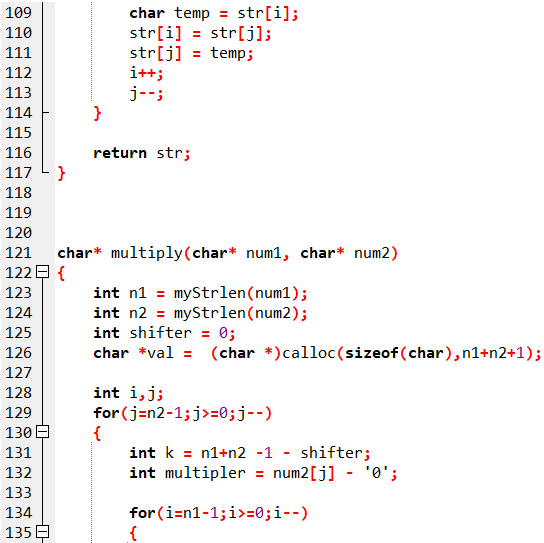 109 char temp = str[i];
110 str[i] = str[j];
111 str[j] = temp;
112 i++;
113 j--;
114 }
115
116 return str;
117 }
118
119
120
121 char* multiply(char* num1, char* num2)
122 {
123 int n1 = myStrlen(num1);
124 int n2 = myStrlen(num2);
125 int shifter = 0;
126 char *val =  (char *)calloc(sizeof(char),n1+n2+1);
127
128 int i,j;
129 for(j=n2-1;j>=0;j--)
130 {
131 int k = n1+n2 -1 - shifter;
132 int multipler = num2[j] - '0';
133
134 for(i=n1-1;i>=0;i--)
135 {